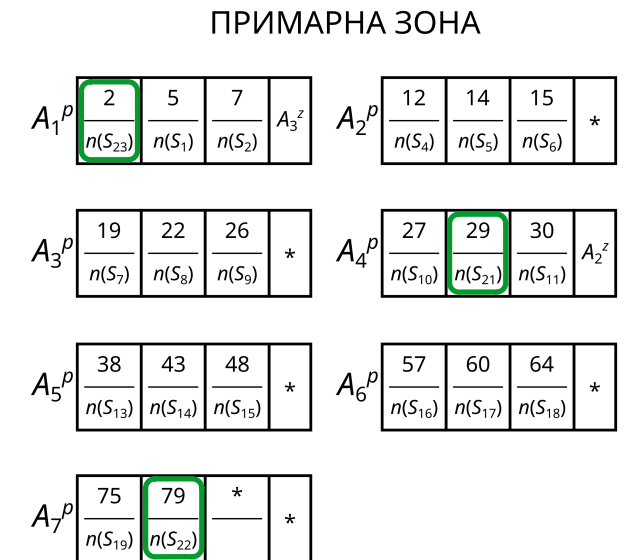 ПРИМАРНА ЗОНА
A₁ᵖ 2 5 7 A₃ᶻ A₂ᵖ 12 14 15 *
n(S₂₃) n(S₁) n(S₂) n(S₄) n(S₅) n(S₆)
A₃ᵖ 19 22 26 * A₄ᵖ 27 29 30 A₂ᶻ
n(S₇) n(S₈) n(S₉) n(S₁₀) n(S₂₁) n(S₁₁)
A₅ᵖ 38 43 48 * A₆ᵖ 57 60 64 *
n(S₁₃) n(S₁₄) n(S₁₅) n(S₁₆) n(S₁₇) n(S₁₈)
A₇ᵖ 75 79 * *
n(S₁₉) n(S₂₂)